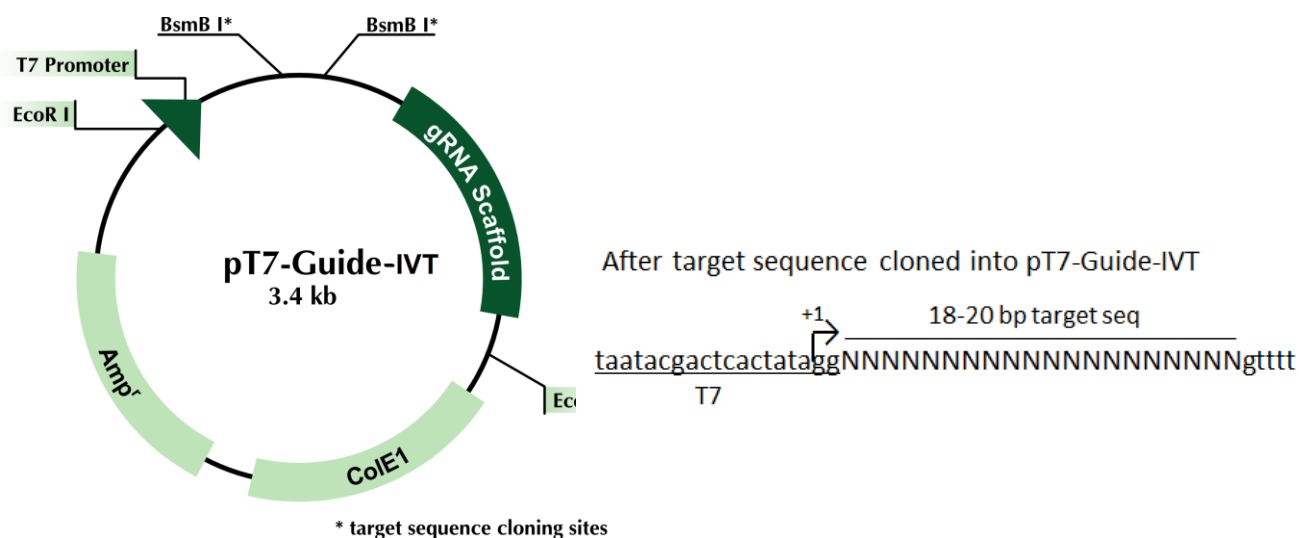 BsmB I*
BsmB I*
T7 Promoter
EcoR I
gRNA Scaffold
pT7-Guide-IVT
3.4 kb
Ampʳ
ColE1
Ecc
* target sequence cloning sites
After target sequence cloned into pT7-Guide-IVT
+1
18-20 bp target seq
taatacgactcactataggNNNNNNNNNNNNNNNNNNNNgtttt
T7